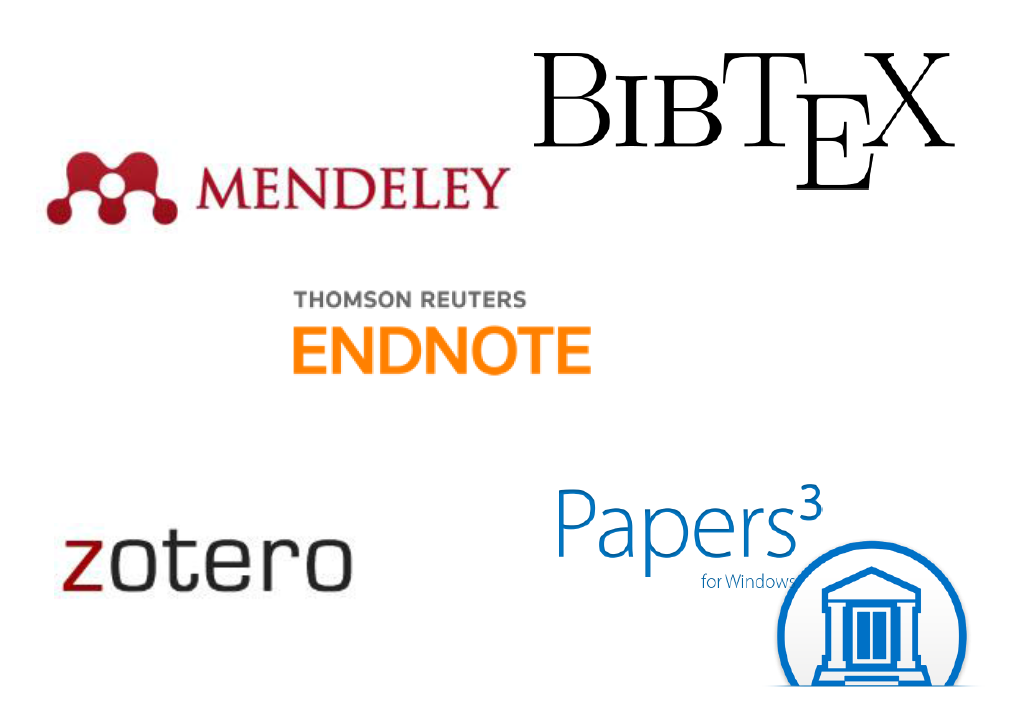 BIBTEX
MENDELEY
THOMSON REUTERS
ENDNOTE
zotero
Papers³
for Windows